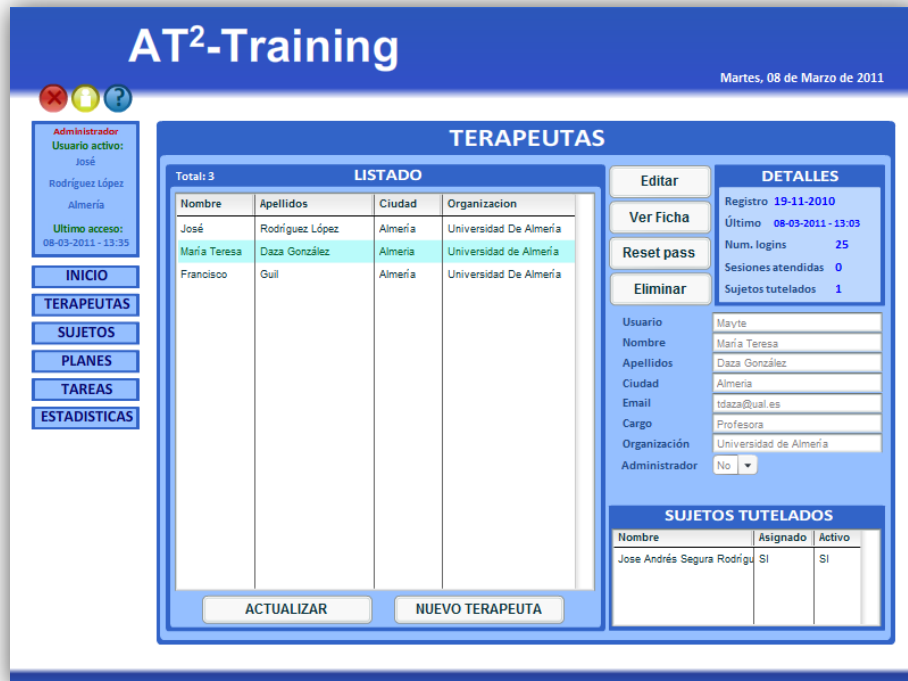 AT²-Training
Martes, 08 de Marzo de 2011
Administrador
Usuario activo:
José
Rodríguez López
Almería
Ultimo acceso:
08-03-2011 - 13:35
INICIO
TERAPEUTAS
SUJETOS
PLANES
TAREAS
ESTADISTICAS
TERAPEUTAS
Total: 3 LISTADO
Nombre Apellidos Ciudad Organizacion
José Rodríguez López Almería Universidad De Almería
María Teresa Daza González Almeria Universidad de Almería
Francisco Guil Almería Universidad De Almería
ACTUALIZAR NUEVO TERAPEUTA
Editar
Ver Ficha
Reset pass
Eliminar
DETALLES
Registro 19-11-2010
Último 08-03-2011 - 13:03
Num. logins 25
Sesiones atendidas 0
Sujetos tutelados 1
Usuario Mayte
Nombre María Teresa
Apellidos Daza González
Ciudad Almeria
Email tdaza@ual.es
Cargo Profesora
Organización Universidad de Almería
Administrador No
SUJETOS TUTELADOS
Nombre Asignado Activo
Jose Andrés Segura Rodrígu SI SI